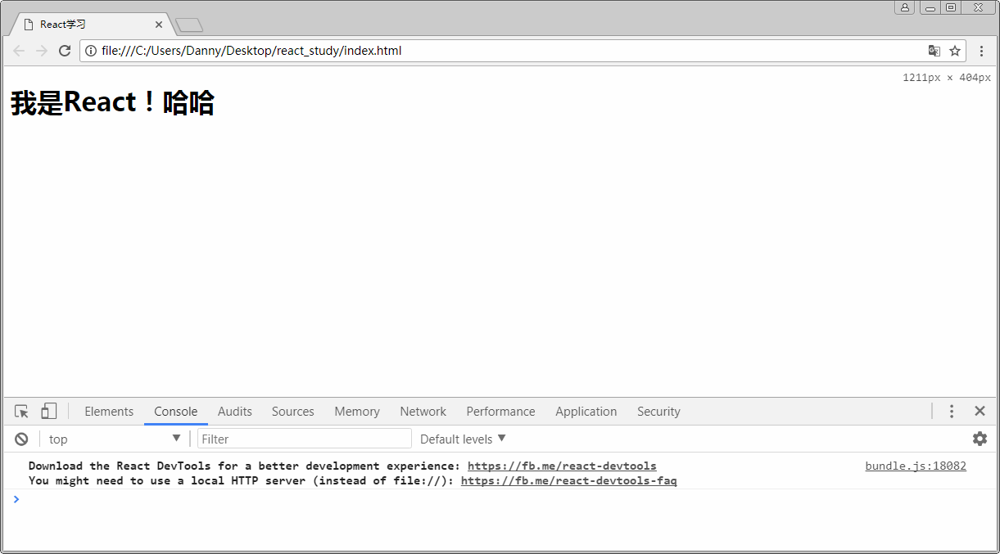 React学习
file:///C:/Users/Danny/Desktop/react_study/index.html
1211px × 404px
我是React！哈哈
Elements Console Audits Sources Memory Network Performance Application Security
top Filter Default levels
Download the React DevTools for a better development experience: https://fb.me/react-devtools bundle.js:18082
You might need to use a local HTTP server (instead of file://): https://fb.me/react-devtools-faq